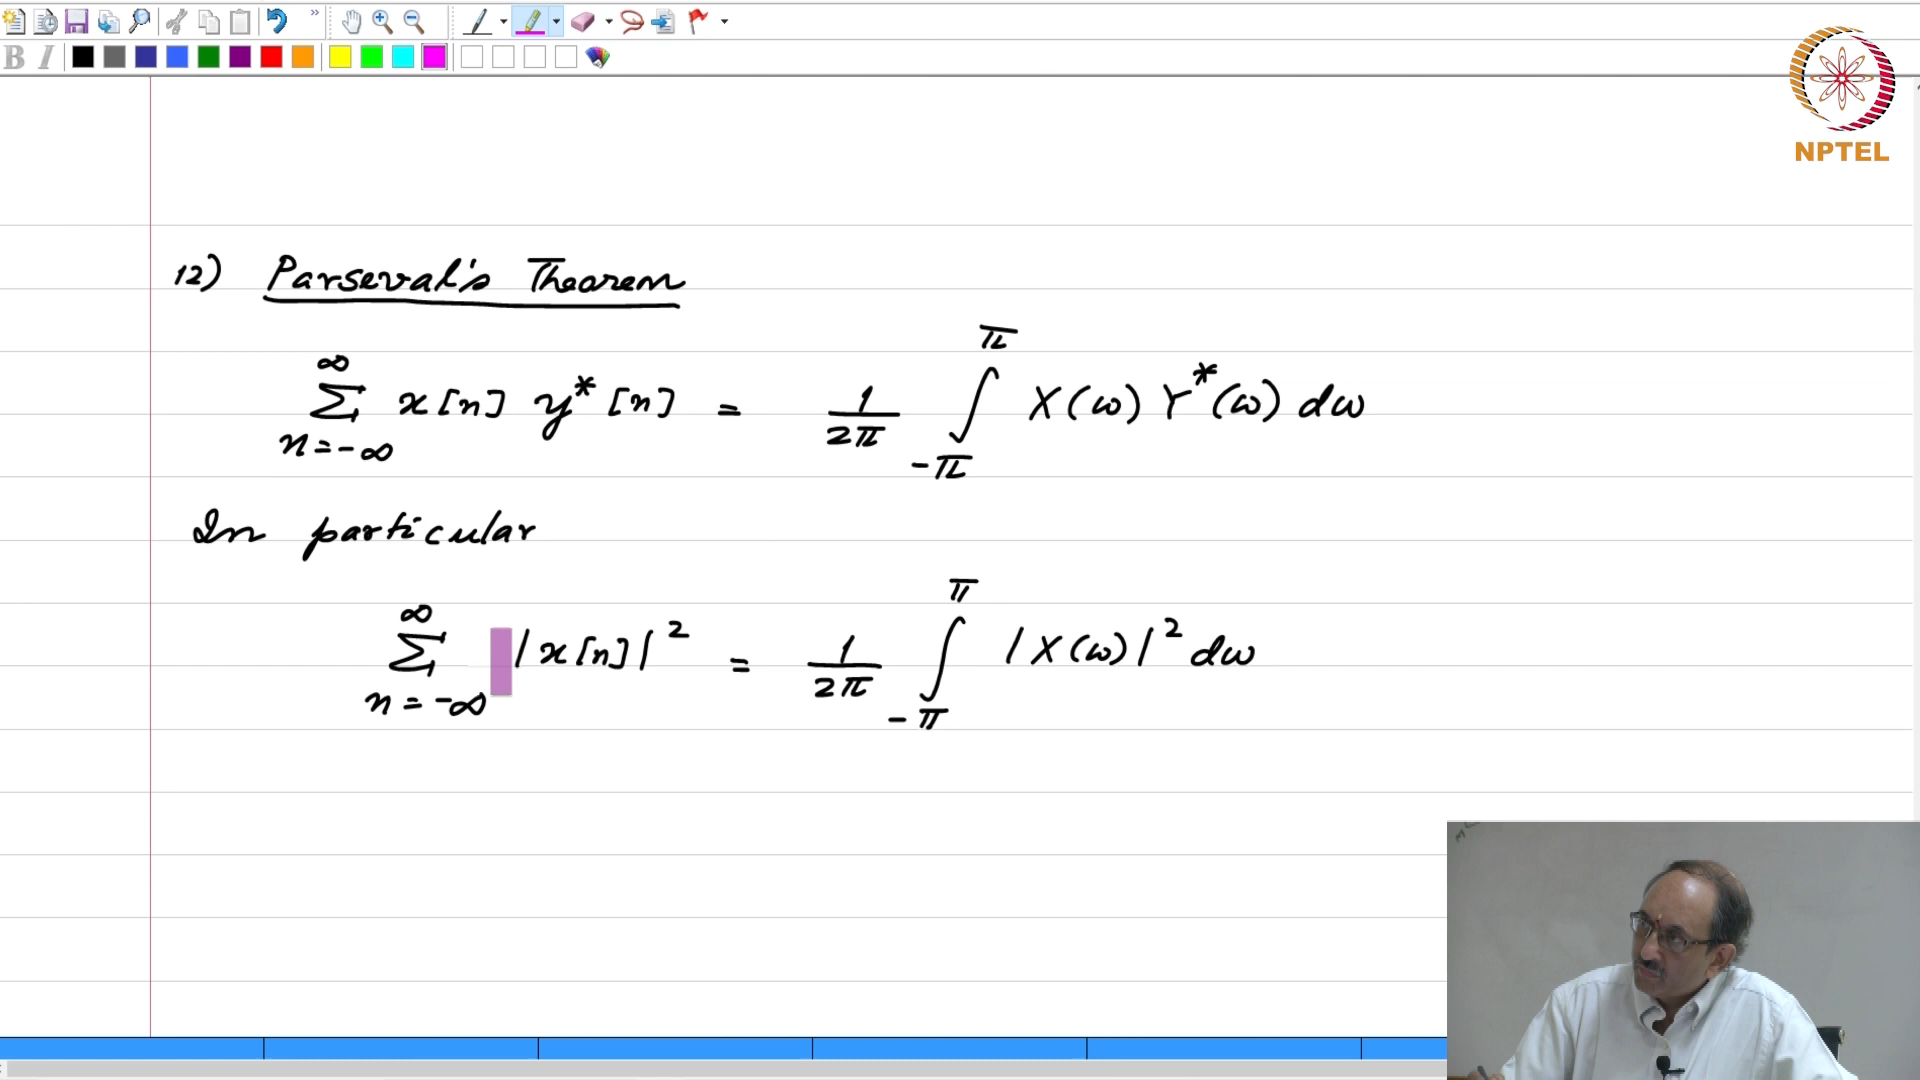 NPTEL
12) Parseval's Theorem
∞ ∑ n=-∞ x[n] y*[n] = 1/2π ∫ -π π X(ω) Y*(ω) dω
In particular
∞ ∑ n=-∞ |x[n]|² = 1/2π ∫ -π π |X(ω)|² dω